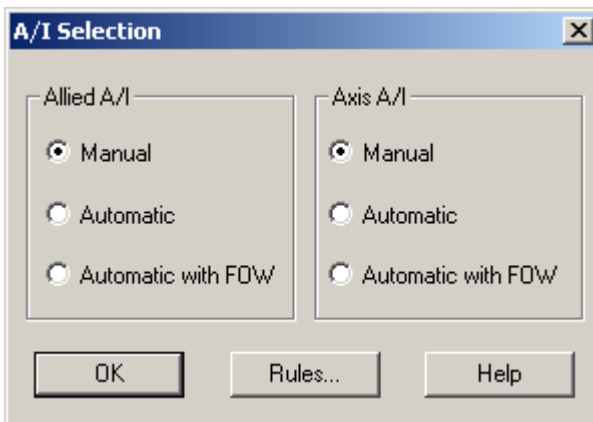 A/I Selection
Allied A/I
Manual
Automatic
Automatic with FOW
Axis A/I
Manual
Automatic
Automatic with FOW
OK
Rules...
Help